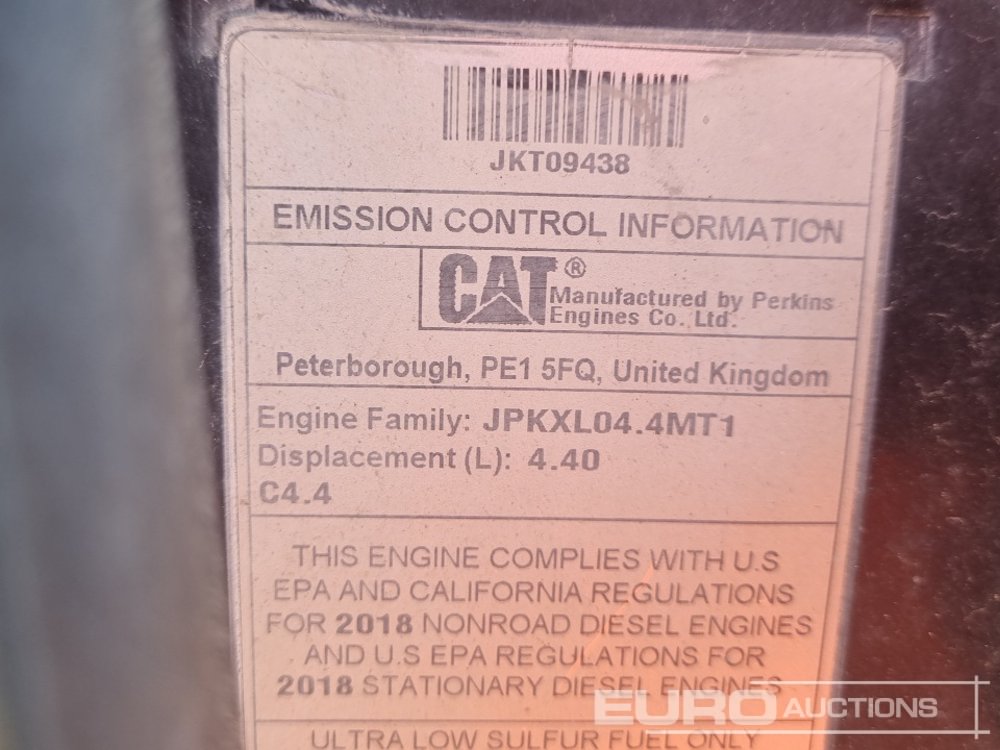 JKT09438
EMISSION CONTROL INFORMATION
CAT®
Manufactured by Perkins
Engines Co. Ltd.
Peterborough, PE1 5FQ, United Kingdom
Engine Family: JPKXL04.4MT1
Displacement (L): 4.40
C4.4
THIS ENGINE COMPLIES WITH U.S
EPA AND CALIFORNIA REGULATIONS
FOR 2018 NONROAD DIESEL ENGINES
AND U.S EPA REGULATIONS FOR
2018 STATIONARY DIESEL ENGINES
EURO AUCTIONS
ULTRA LOW SULFUR FUEL ONLY